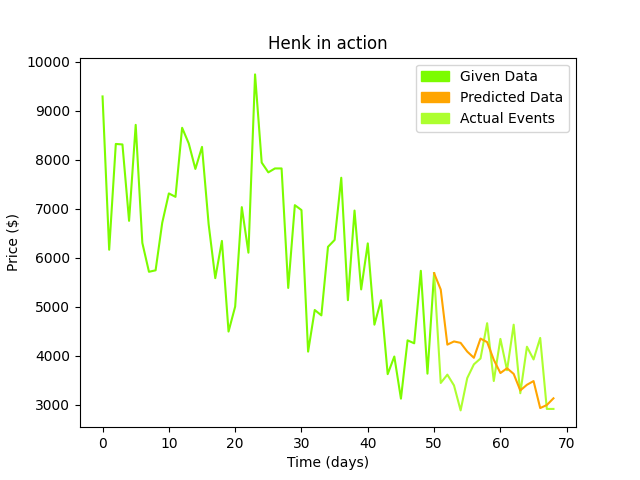 Henk in action
Price ($)
10000
9000
8000
7000
6000
5000
4000
3000
Given Data
Predicted Data
Actual Events
0 10 20 30 40 50 60 70
Time (days)